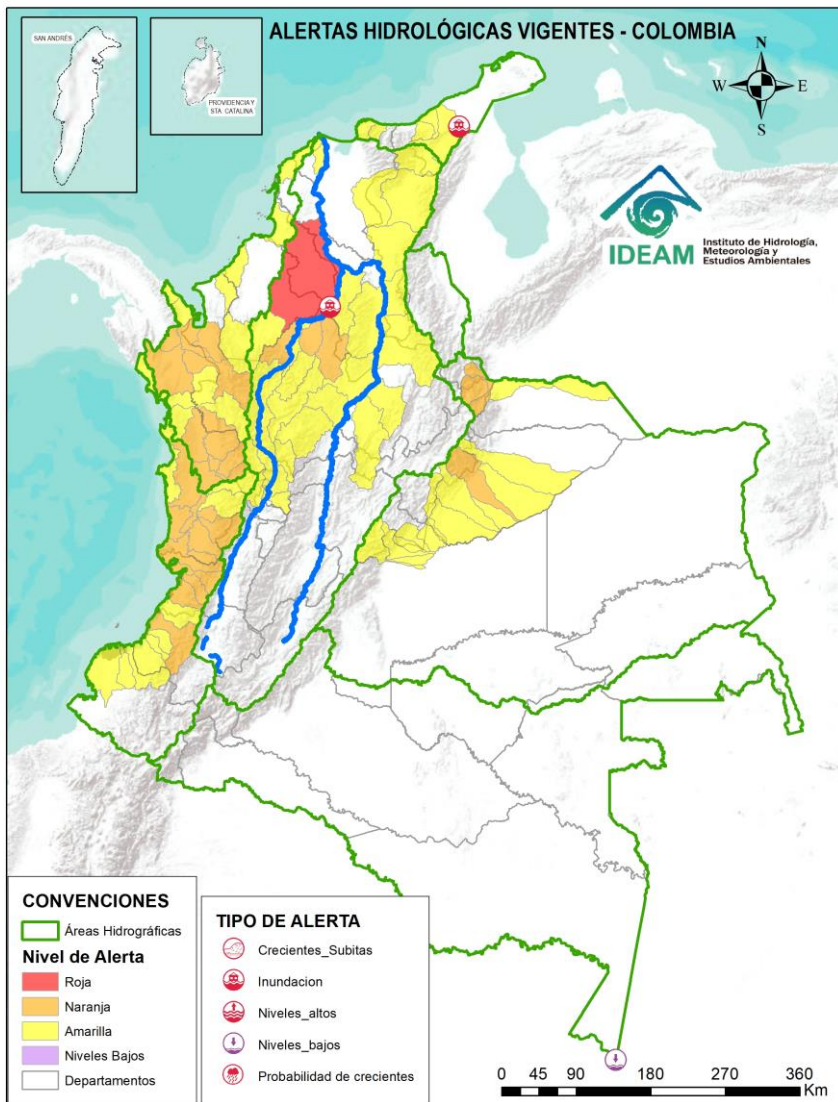 ALERTAS HIDROLÓGICAS VIGENTES - COLOMBIA
SAN ANDRÉS
PROVIDENCIA Y
STA. CATALINA
N
W
E
S
IDEAM
Instituto de Hidrología,
Meteorología y
Estudios Ambientales
CONVENCIONES
Áreas Hidrográficas
Nivel de Alerta
Roja
Naranja
Amarilla
Niveles Bajos
Departamentos
TIPO DE ALERTA
Crecientes_Subitas
Inundacion
Niveles_altos
Niveles_bajos
Probabilidad de crecientes
0 45 90 180 270 360
Km